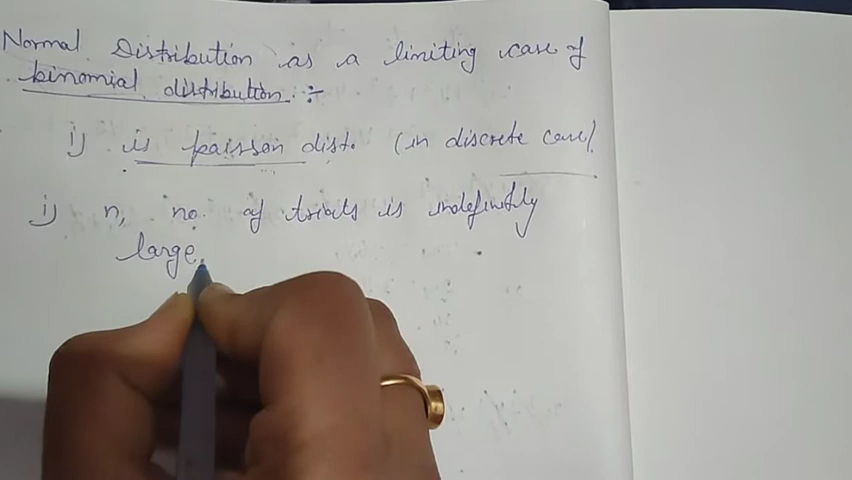 Normal Distribution as a limiting case of
binomial distribution :-
i) is poisson dist. (in discrete case)
i) n, no. of trials is indefinitly
large.